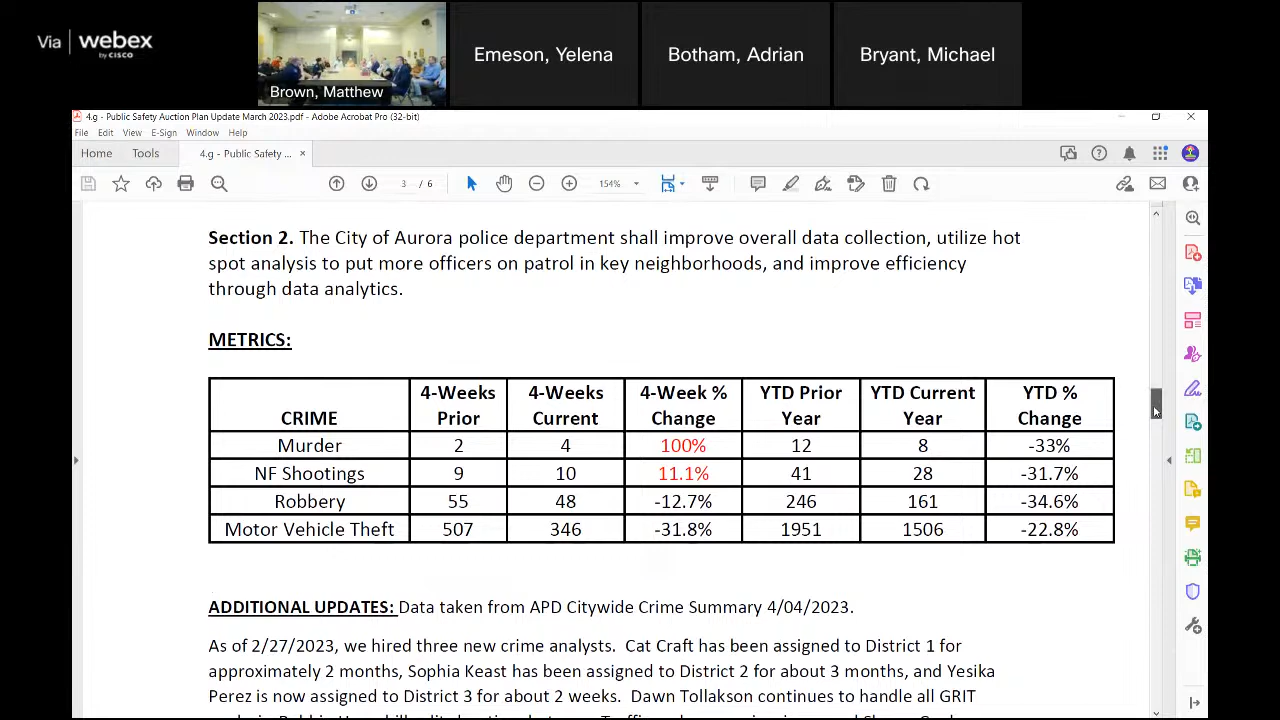 Via webex
by CISCO
Brown, Matthew
Emeson, Yelena
Botham, Adrian
Bryant, Michael
4.g - Public Safety Auction Plan Update March 2023.pdf - Adobe Acrobat Pro (32-bit)
File Edit View E-Sign Window Help
Home Tools 4.g - Public Safety ... ×
3 / 6 154%
Section 2. The City of Aurora police department shall improve overall data collection, utilize hot
spot analysis to put more officers on patrol in key neighborhoods, and improve efficiency
through data analytics.
METRICS:
CRIME 4-Weeks Prior 4-Weeks Current 4-Week % Change YTD Prior Year YTD Current Year YTD % Change
Murder 2 4 100% 12 8 -33%
NF Shootings 9 10 11.1% 41 28 -31.7%
Robbery 55 48 -12.7% 246 161 -34.6%
Motor Vehicle Theft 507 346 -31.8% 1951 1506 -22.8%
ADDITIONAL UPDATES: Data taken from APD Citywide Crime Summary 4/04/2023.
As of 2/27/2023, we hired three new crime analysts. Cat Craft has been assigned to District 1 for
approximately 2 months, Sophia Keast has been assigned to District 2 for about 3 months, and Yesika
Perez is now assigned to District 3 for about 2 weeks. Dawn Tollakson continues to handle all GRIT